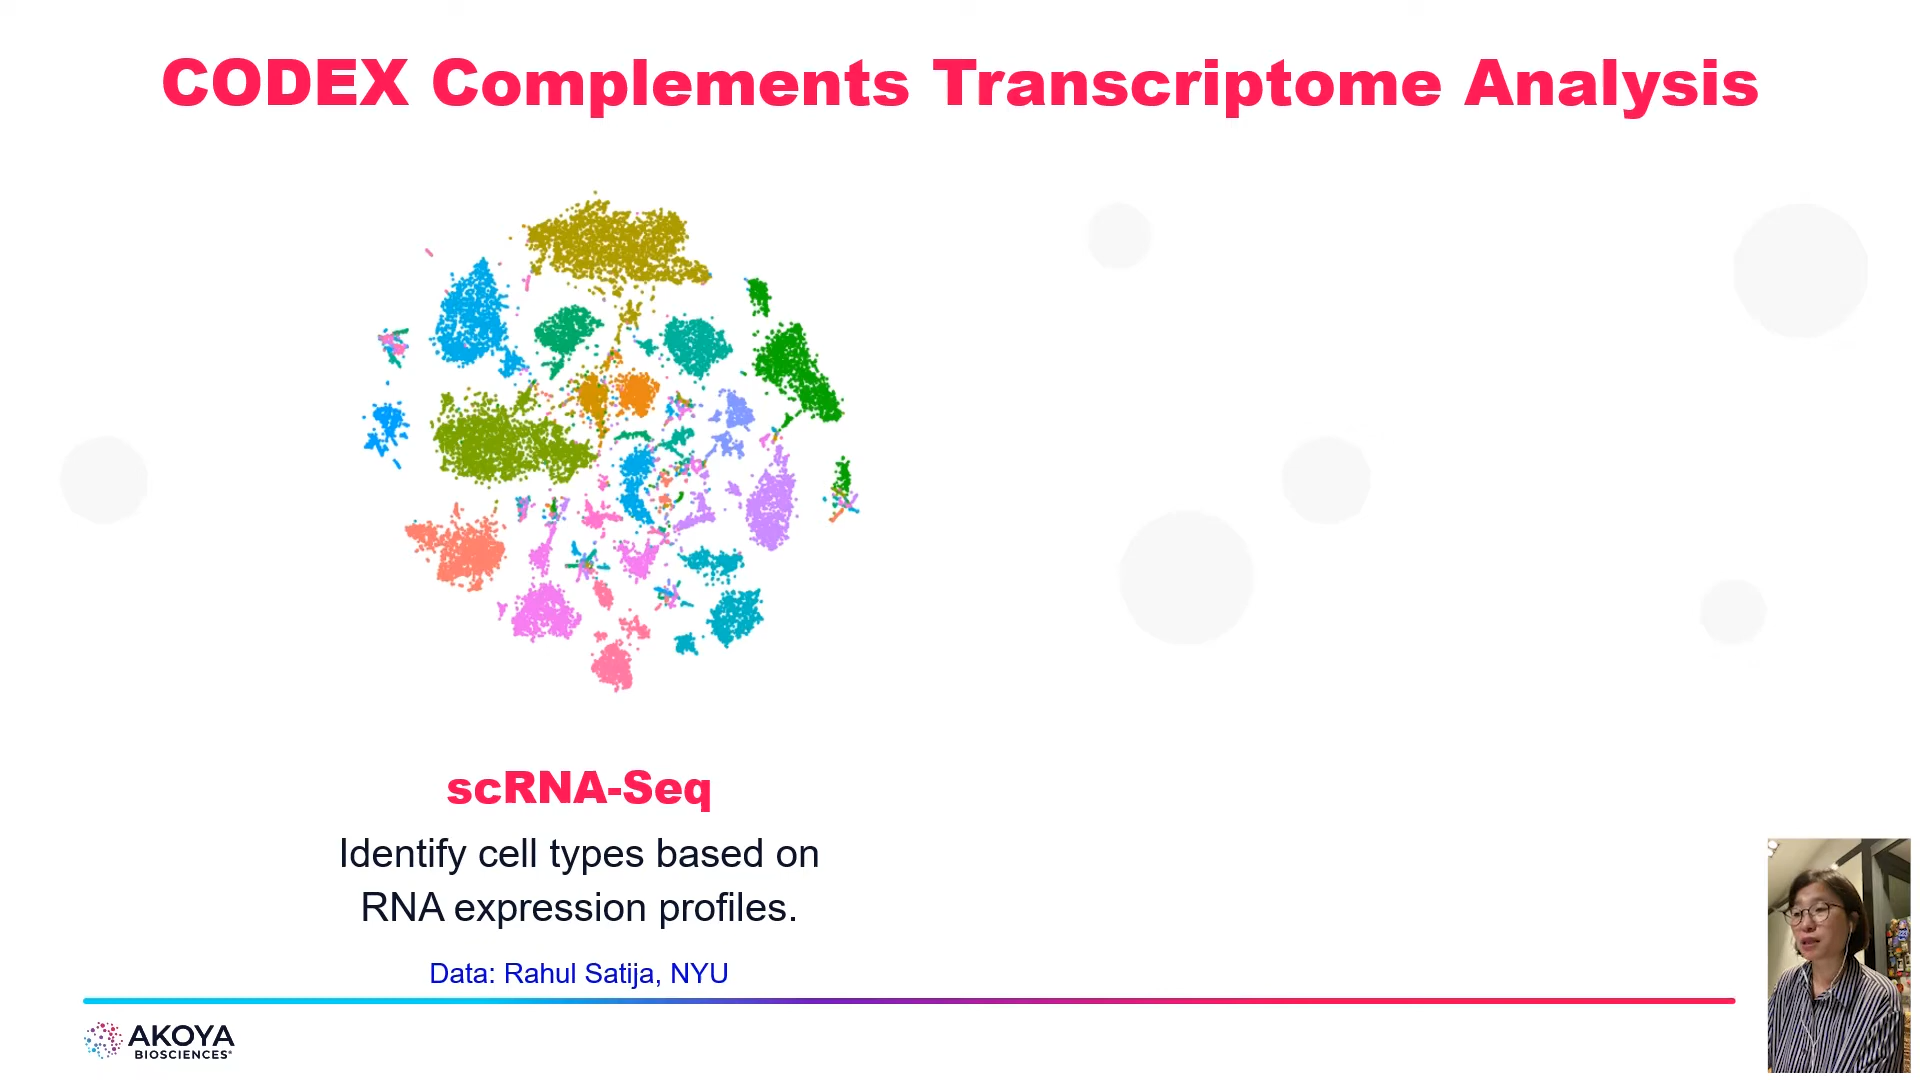 CODEX Complements Transcriptome Analysis
scRNA-Seq
Identify cell types based on
RNA expression profiles.
Data: Rahul Satija, NYU
AKOYA
BIOSCIENCES®